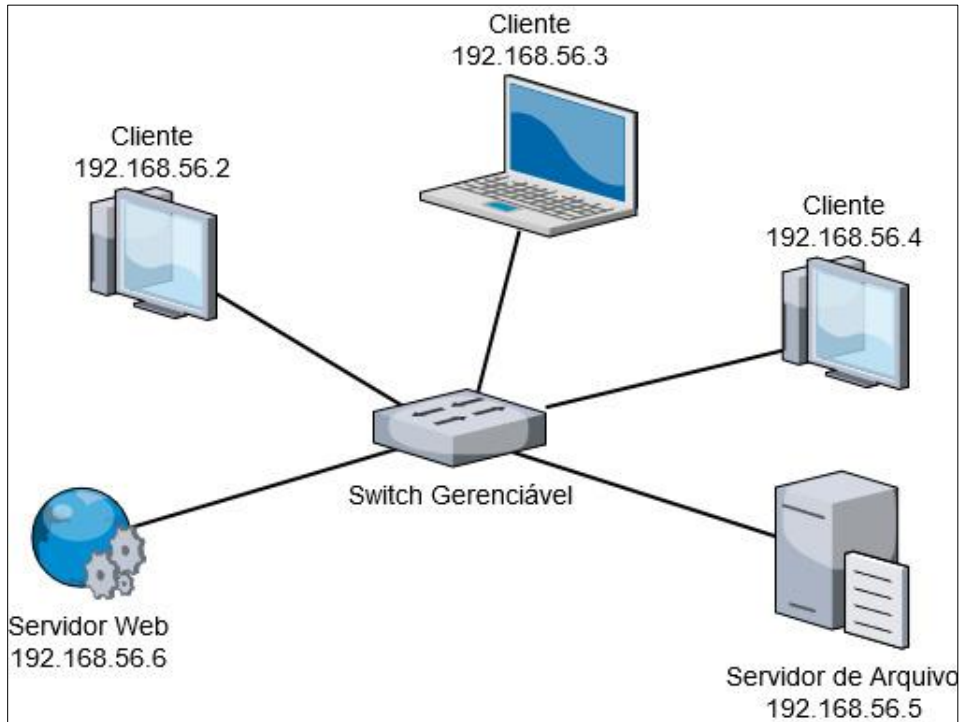 Cliente
192.168.56.3
Cliente
192.168.56.2
Cliente
192.168.56.4
Switch Gerenciável
Servidor Web
192.168.56.6
Servidor de Arquivo
192.168.56.5